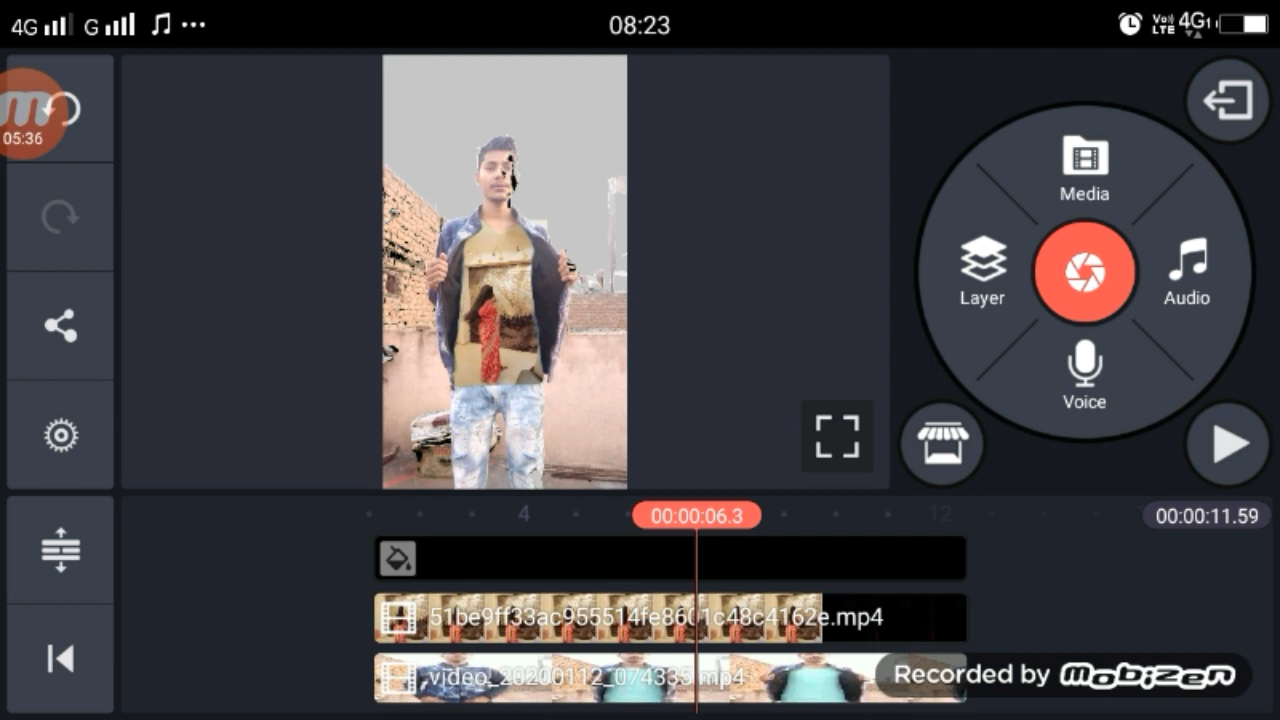 4G G 08:23 VoLTE 4G
m
05:36
Media
Layer
Audio
Voice
4 00:00:06.3 12 00:00:11.59
51be9ff33ac955514fe8601c48c4162e.mp4
video_20200112_074335.mp4
Recorded by mobizen